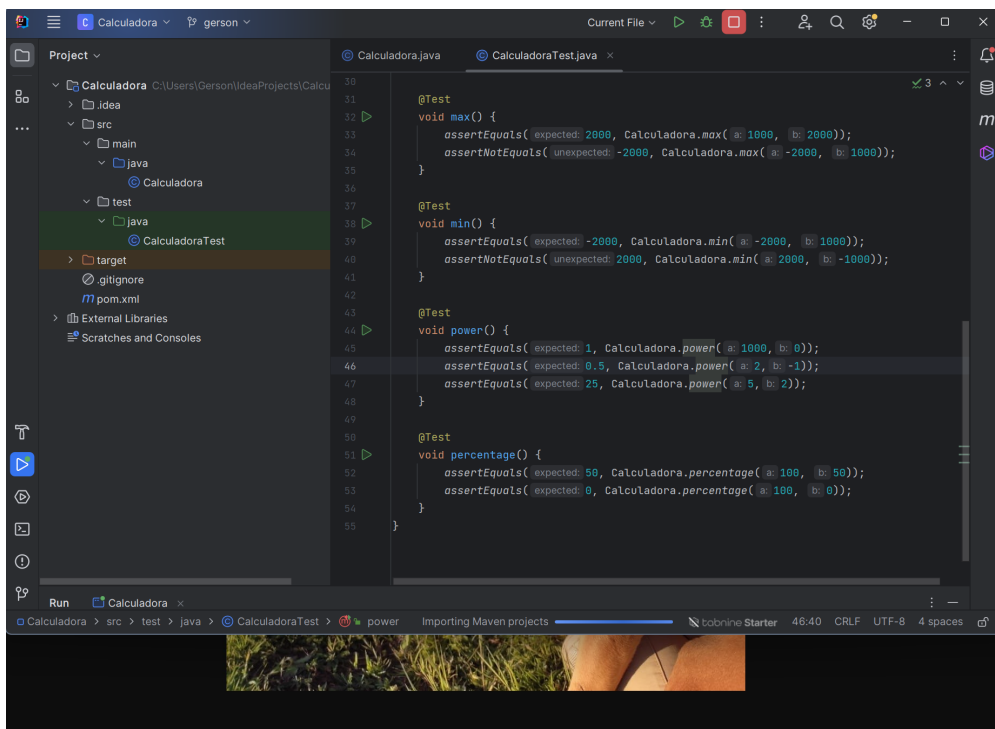 C Calculadora gerson Current File
Project
Calculadora.java CalculadoraTest.java
Calculadora C:\Users\Gerson\IdeaProjects\Calcu
.idea
src
main
java
Calculadora
test
java
CalculadoraTest
target
.gitignore
m pom.xml
External Libraries
Scratches and Consoles
3
30
31 @Test
32 void max() {
33 assertEquals( expected: 2000, Calculadora.max( a: 1000, b: 2000));
34 assertNotEquals( unexpected: -2000, Calculadora.max( a: -2000, b: 1000));
35 }
36
37 @Test
38 void min() {
39 assertEquals( expected: -2000, Calculadora.min( a: -2000, b: 1000));
40 assertNotEquals( unexpected: 2000, Calculadora.min( a: 2000, b: -1000));
41 }
42
43 @Test
44 void power() {
45 assertEquals( expected: 1, Calculadora.power( a: 1000, b: 0));
46 assertEquals( expected: 0.5, Calculadora.power( a: 2, b: -1));
47 assertEquals( expected: 25, Calculadora.power( a: 5, b: 2));
48 }
49
50 @Test
51 void percentage() {
52 assertEquals( expected: 50, Calculadora.percentage( a: 100, b: 50));
53 assertEquals( expected: 0, Calculadora.percentage( a: 100, b: 0));
54 }
55 }
m
Run Calculadora
Calculadora > src > test > java > CalculadoraTest > power Importing Maven projects tabnine Starter 46:40 CRLF UTF-8 4 spaces